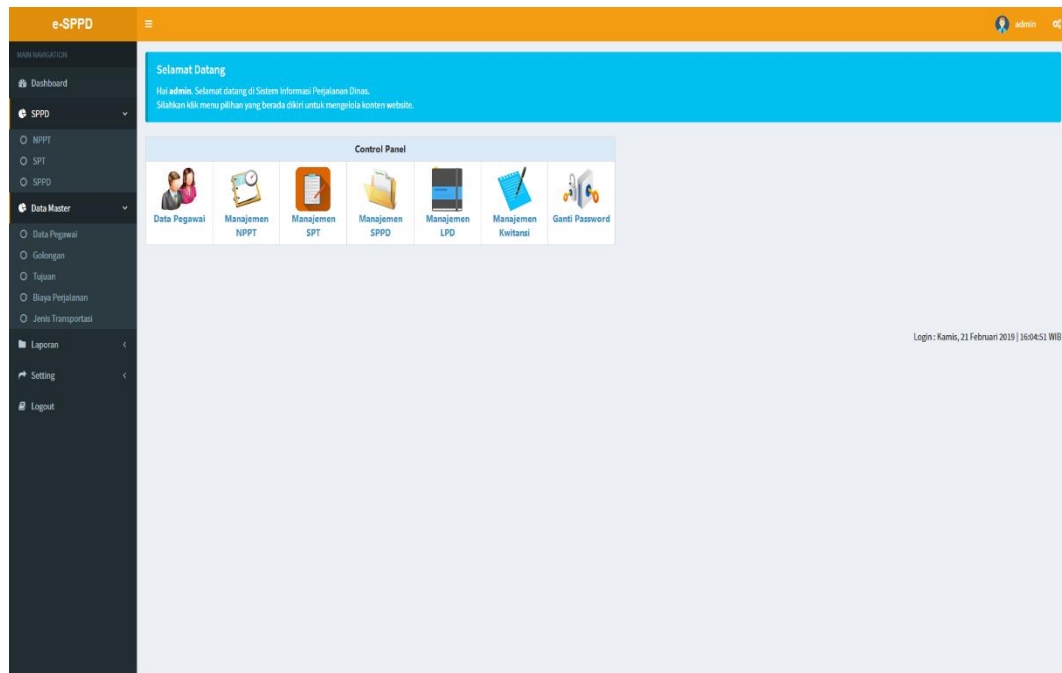 e-SPPD
admin
MAIN NAVIGATION
Dashboard
SPPD
NPPT
SPT
SPPD
Data Master
Data Pegawai
Golongan
Tujuan
Biaya Perjalanan
Jenis Transportasi
Laporan
Setting
Logout
Selamat Datang
Hai admin. Selamat datang di Sistem Informasi Perjalanan Dinas.
Silahkan klik menu pilihan yang berada dikiri untuk mengelola konten website.
Control Panel
Data Pegawai
Manajemen
NPPT
Manajemen
SPT
Manajemen
SPPD
Manajemen
LPD
Manajemen
Kwitansi
Ganti Password
Login : Kamis, 21 Februari 2019 | 16:04:51 WIB